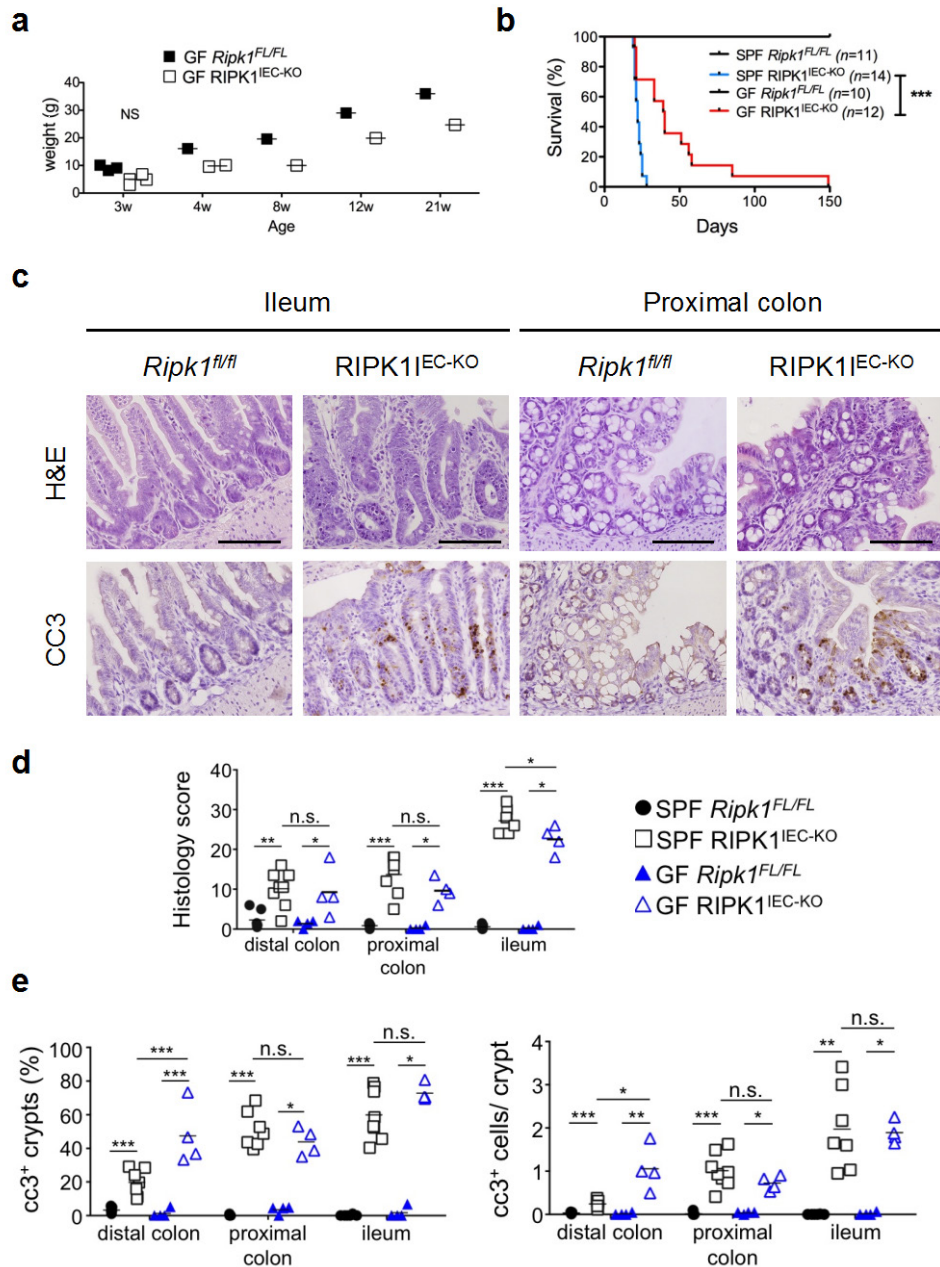 a
GF Ripk1FL/FL
GF RIPK1IEC-KO
NS
weight (g)
40
30
20
10
0
3w 4w 8w 12w 21w
Age
b
SPF Ripk1FL/FL (n=11)
SPF RIPK1IEC-KO (n=14)
GF Ripk1FL/FL (n=10)
GF RIPK1IEC-KO (n=12)
***
Survival (%)
100
80
60
40
20
0
0 50 100 150
Days
c
Ileum Proximal colon
Ripk1fl/fl RIPK1IEC-KO Ripk1fl/fl RIPK1IEC-KO
H&E
CC3
d
Histology score
40
30
20
10
0
** n.s. * *** n.s. * *** * *
distal colon proximal colon ileum
SPF Ripk1FL/FL
SPF RIPK1IEC-KO
GF Ripk1FL/FL
GF RIPK1IEC-KO
e
cc3+ crypts (%)
100
80
60
40
20
0
*** *** *** *** n.s. * *** n.s. *
distal colon proximal colon ileum
cc3+ cells/ crypt
4
3
2
1
0
*** * ** *** n.s. * ** n.s. *
distal colon proximal colon ileum